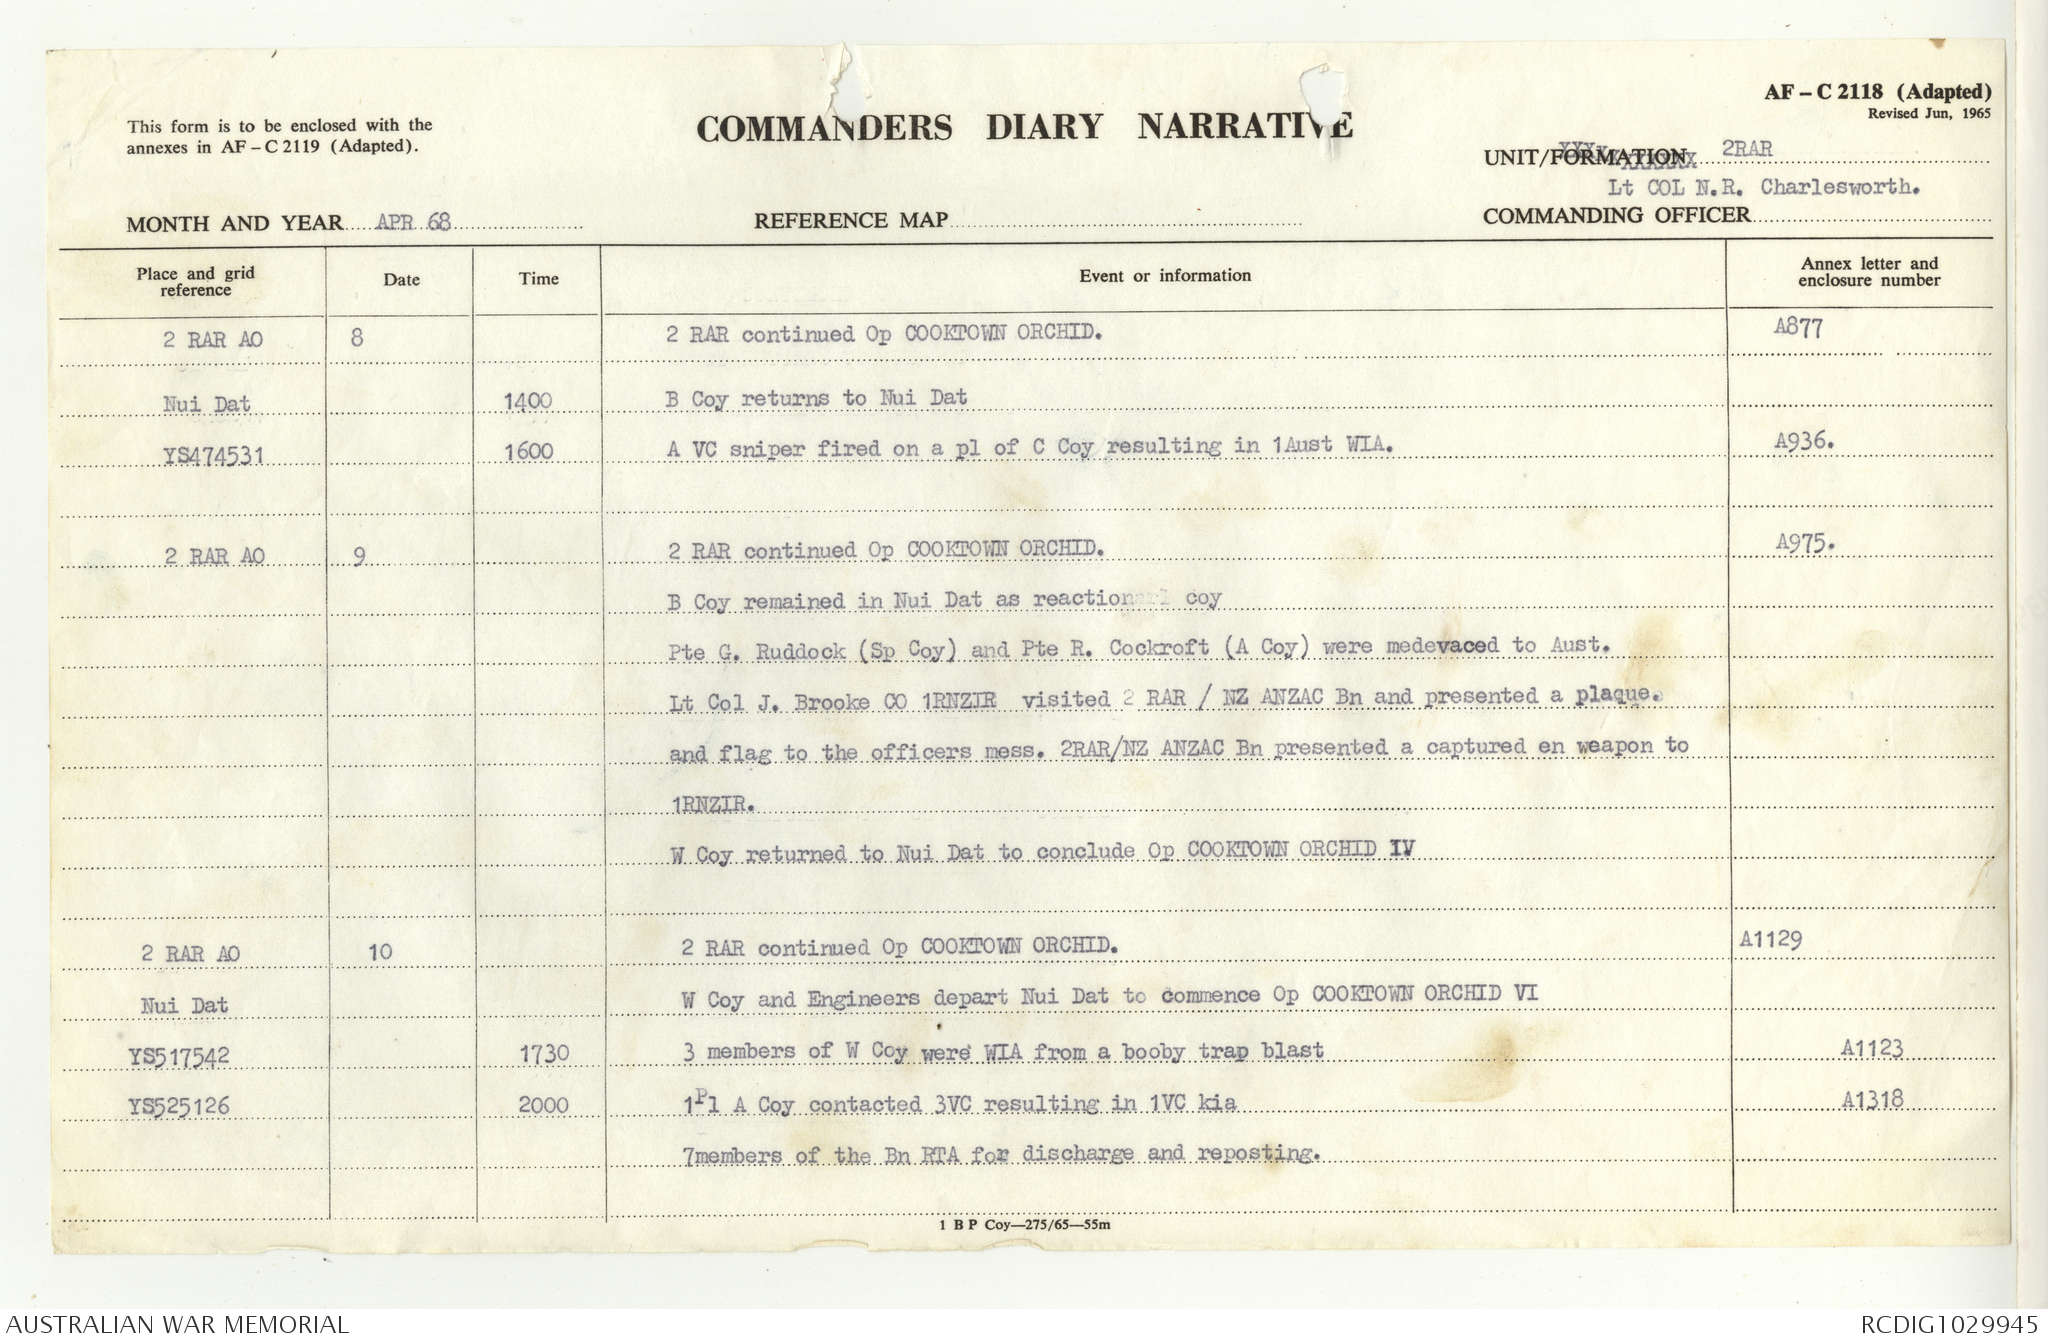 AF – C 2118 (Adapted)
Revised Jun, 1965
This form is to be enclosed with the
annexes in AF – C 2119 (Adapted).
COMMANDERS DIARY NARRATIVE
UNIT/FORMATION 2RAR
Lt COL N.R. Charlesworth.
MONTH AND YEAR APR 68
REFERENCE MAP
COMMANDING OFFICER
Place and grid reference Date Time Event or information Annex letter and enclosure number
2 RAR AO 8 2 RAR continued Op COOKTOWN ORCHID. A877
Nui Dat 1400 B Coy returns to Nui Dat
YS474531 1600 A VC sniper fired on a pl of C Coy resulting in 1Aust WIA. A936.
2 RAR AO 9 2 RAR continued Op COOKTOWN ORCHID. A975.
B Coy remained in Nui Dat as reaction coy
Pte G. Ruddock (Sp Coy) and Pte R. Cockroft (A Coy) were medevaced to Aust.
Lt Col J. Brooke CO 1RNZIR visited 2 RAR / NZ ANZAC Bn and presented a plaque.
and flag to the officers mess. 2RAR/NZ ANZAC Bn presented a captured en weapon to
1RNZIR.
W Coy returned to Nui Dat to conclude Op COOKTOWN ORCHID IV
2 RAR AO 10 2 RAR continued Op COOKTOWN ORCHID. A1129
Nui Dat W Coy and Engineers depart Nui Dat to commence Op COOKTOWN ORCHID VI
YS517542 1730 3 members of W Coy were WIA from a booby trap blast A1123
YS525126 2000 1Pl A Coy contacted 3VC resulting in 1VC kia A1318
7members of the Bn RTA for discharge and reposting.
1 B P Coy—275/65—55m
AUSTRALIAN WAR MEMORIAL
RCDIG1029945